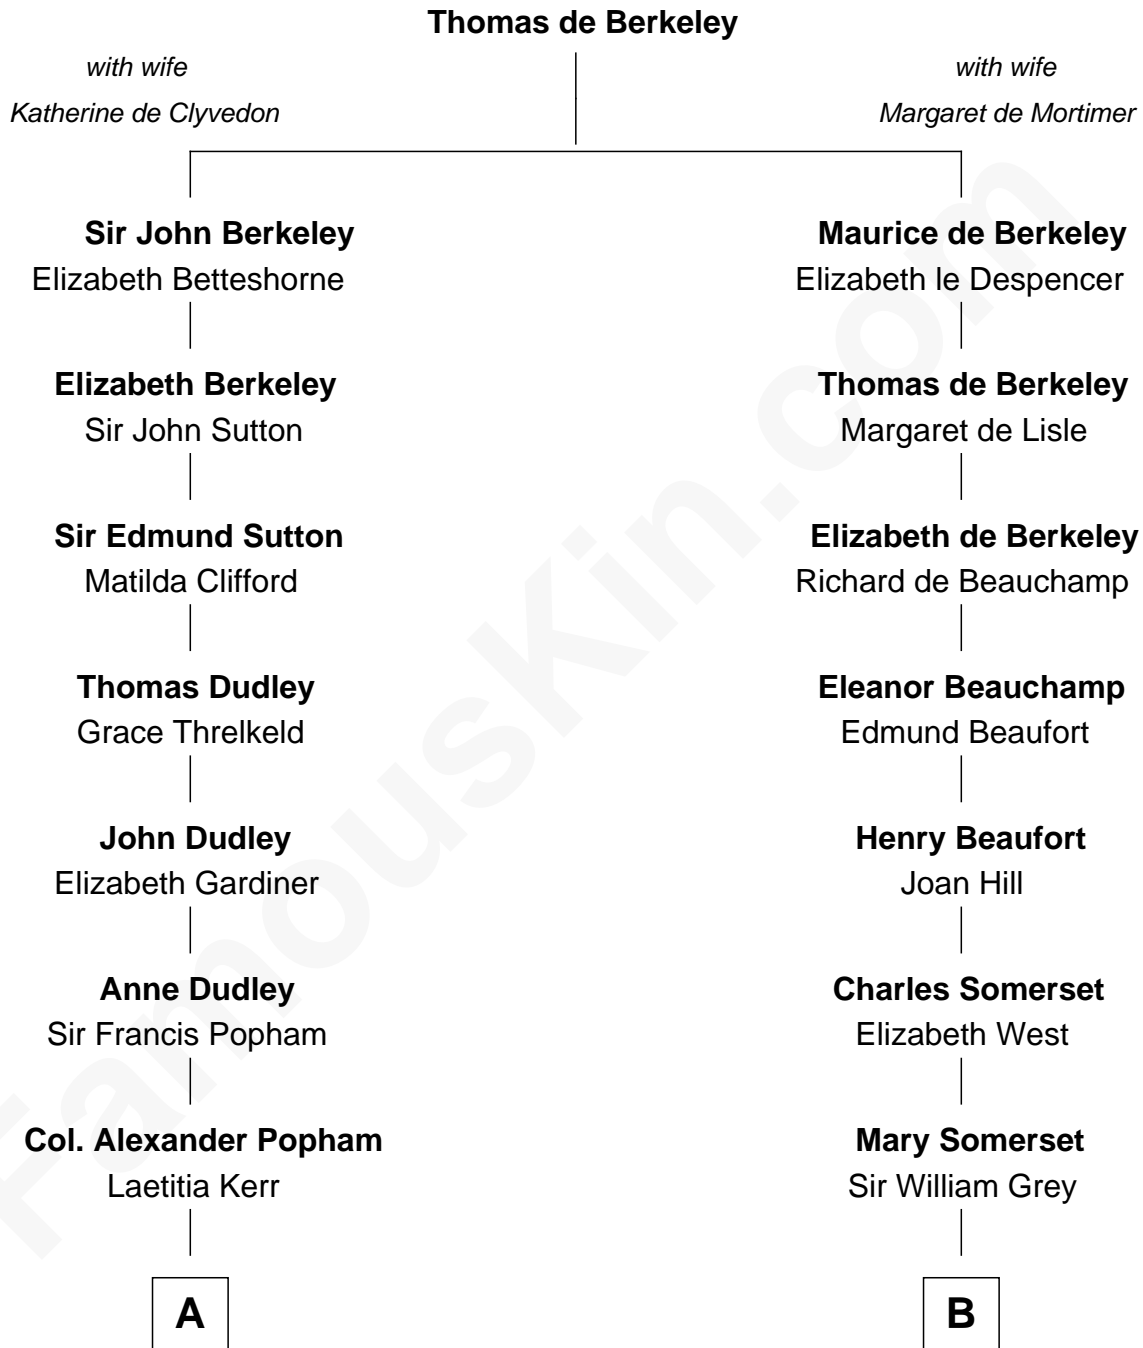 Thomas de Berkeley
with wife
Katherine de Clyvedon
with wife
Margaret de Mortimer
Sir John Berkeley
Elizabeth Betteshorne
Maurice de Berkeley
Elizabeth le Despencer
Elizabeth Berkeley
Sir John Sutton
Thomas de Berkeley
Margaret de Lisle
Sir Edmund Sutton
Matilda Clifford
Elizabeth de Berkeley
Richard de Beauchamp
Thomas Dudley
Grace Threlkeld
Eleanor Beauchamp
Edmund Beaufort
John Dudley
Elizabeth Gardiner
Henry Beaufort
Joan Hill
Anne Dudley
Sir Francis Popham
Charles Somerset
Elizabeth West
Col. Alexander Popham
Laetitia Kerr
Mary Somerset
Sir William Grey
A
B
FamousKin.com